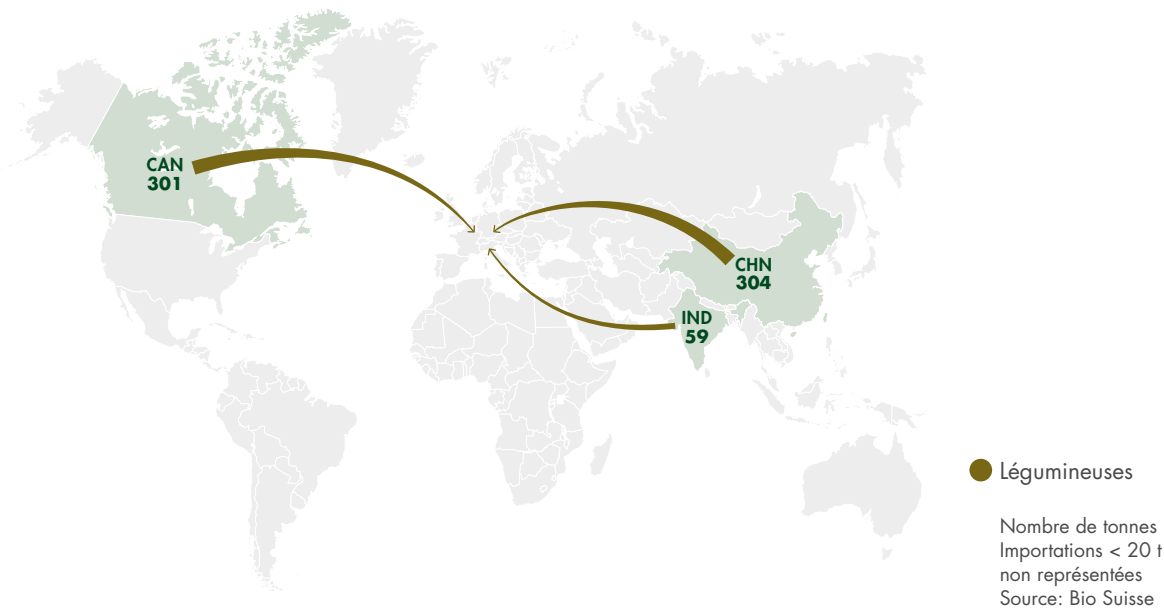 CAN
301
CHN
304
IND
59
Légumineuses
Nombre de tonnes
Importations < 20 t
non représentées
Source: Bio Suisse